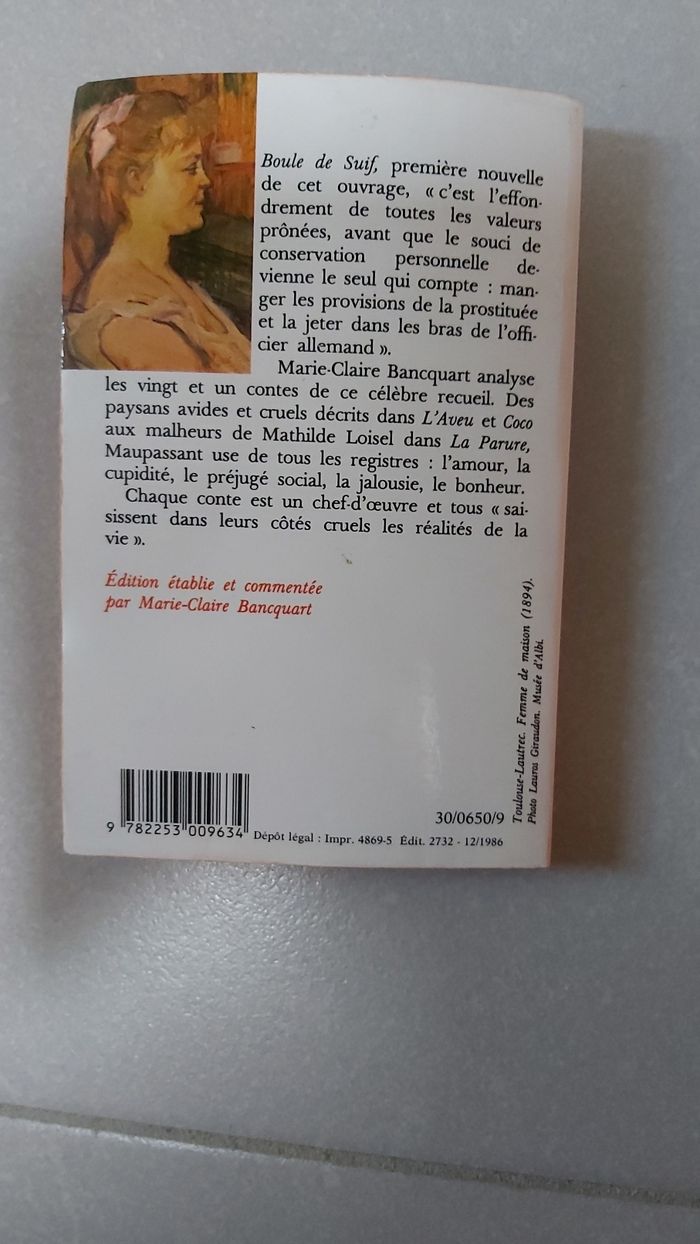 Boule de Suif, première nouvelle
de cet ouvrage, « c'est l'effon-
drement de toutes les valeurs
prônées, avant que le souci de
conservation personnelle de-
vienne le seul qui compte : man-
ger les provisions de la prostituée
et la jeter dans les bras de l'offi-
cier allemand ».
Marie-Claire Bancquart analyse
les vingt et un contes de ce célèbre recueil. Des
paysans avides et cruels décrits dans L'Aveu et Coco
aux malheurs de Mathilde Loisel dans La Parure,
Maupassant use de tous les registres : l'amour, la
cupidité, le préjugé social, la jalousie, le bonheur.
Chaque conte est un chef-d'œuvre et tous « sai-
sissent dans leurs côtés cruels les réalités de la
vie ».
Édition établie et commentée
par Marie-Claire Bancquart
Toulouse-Lautrec. Femme de maison (1894).
Photo Lauros Giraudon. Musée d'Albi.
30/0650/9
9 782253 009634
Dépôt légal : Impr. 4869-5 Édit. 2732 - 12/1986